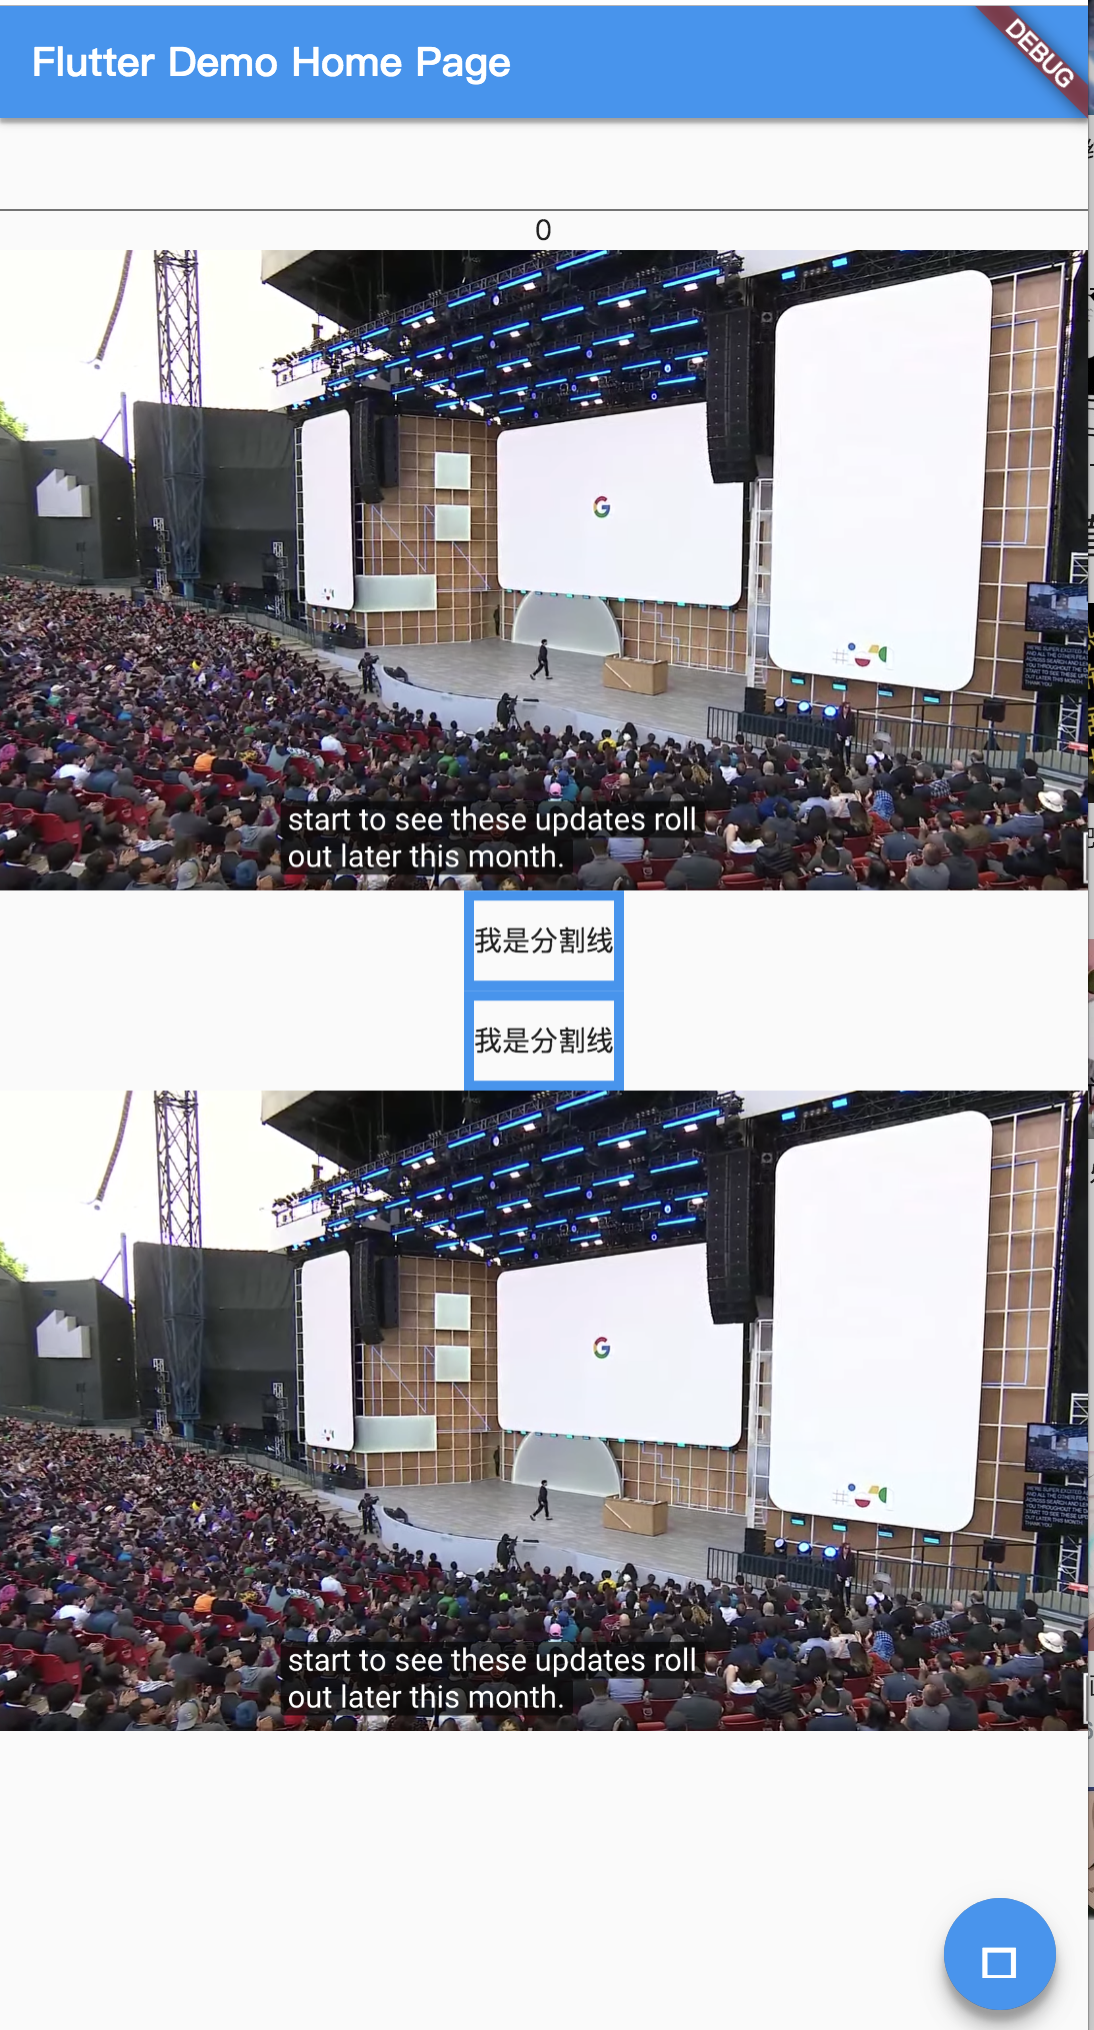 Flutter Demo Home Page
DEBUG
0
start to see these updates roll
out later this month.
我是分割线
我是分割线
start to see these updates roll
out later this month.